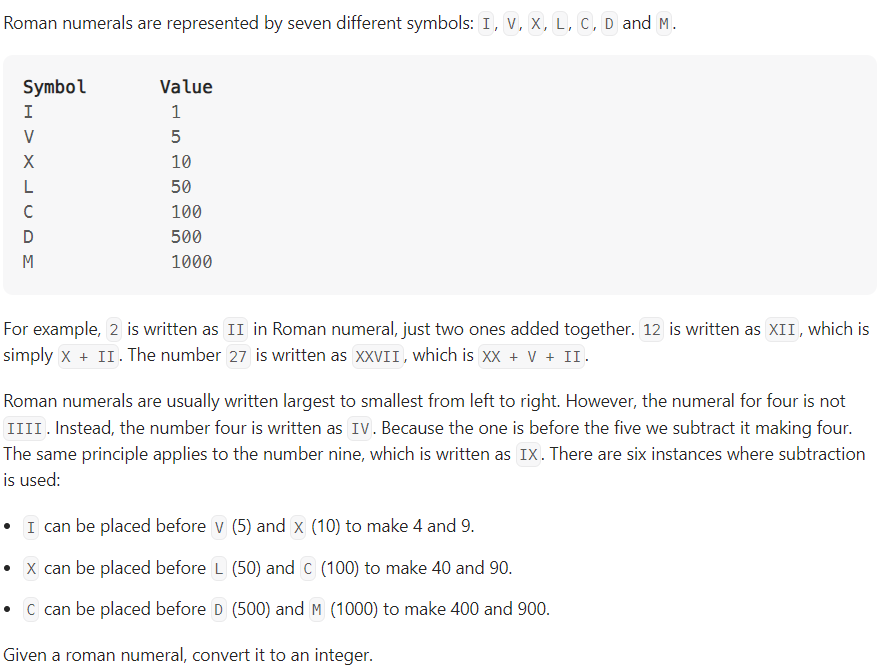 Roman numerals are represented by seven different symbols: I, V, X, L, C, D and M.
Symbol Value
I 1
V 5
X 10
L 50
C 100
D 500
M 1000
For example, 2 is written as II in Roman numeral, just two ones added together. 12 is written as XII, which is
simply X + II. The number 27 is written as XXVII, which is XX + V + II.
Roman numerals are usually written largest to smallest from left to right. However, the numeral for four is not
IIII. Instead, the number four is written as IV. Because the one is before the five we subtract it making four.
The same principle applies to the number nine, which is written as IX. There are six instances where subtraction
is used:
• I can be placed before V (5) and X (10) to make 4 and 9.
• X can be placed before L (50) and C (100) to make 40 and 90.
• C can be placed before D (500) and M (1000) to make 400 and 900.
Given a roman numeral, convert it to an integer.